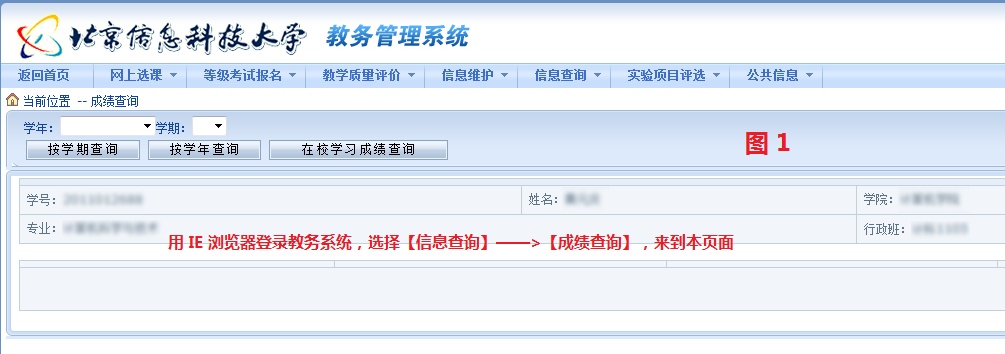 北京信息科技大学 教务管理系统
返回首页 网上选课 等级考试报名 教学质量评价 信息维护 信息查询 实验项目评选 公共信息
当前位置 -- 成绩查询
学年： 学期：
按学期查询 按学年查询 在校学习成绩查询
图 1
学号： 姓名： 学院：
专业： 行政班：
用 IE 浏览器登录教务系统，选择【信息查询】——>【成绩查询】，来到本页面